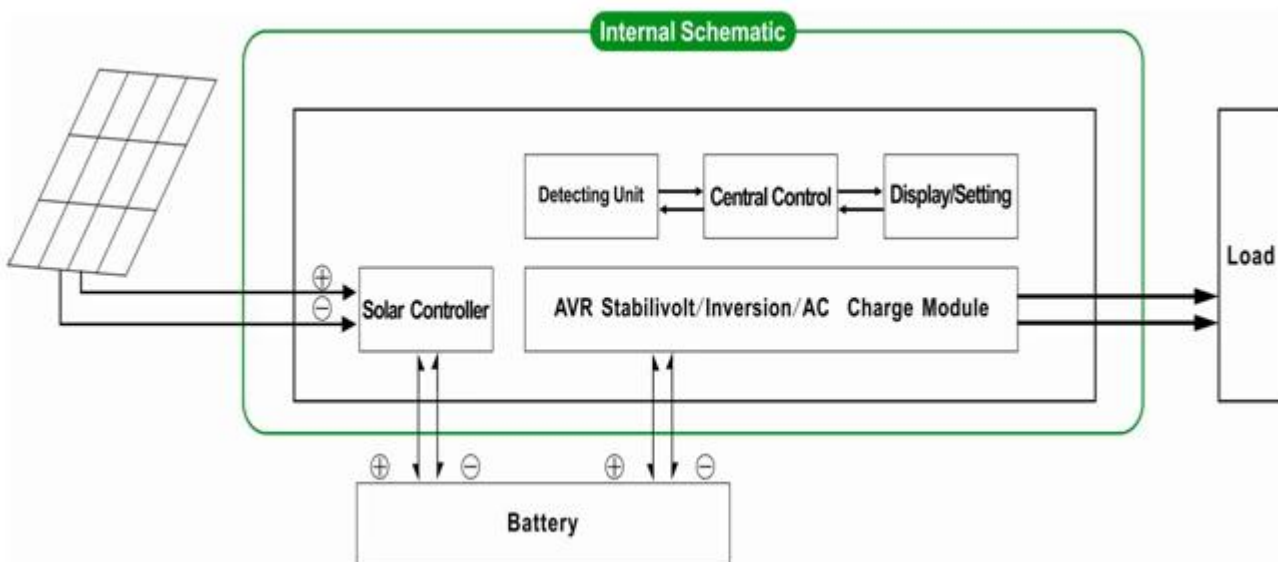 Internal Schematic
Detecting Unit
Central Control
Display/Setting
⊕
⊖
Solar Controller
AVR Stabilivolt/Inversion/AC Charge Module
Load
⊕ ⊖ ⊕ ⊖
Battery